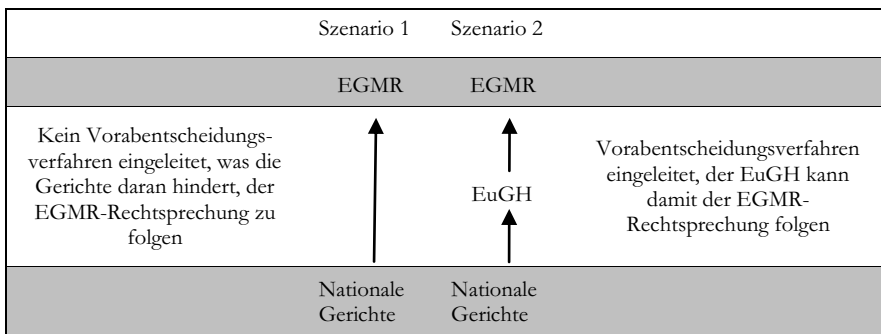 Szenario 1 Szenario 2
EGMR EGMR
Kein Vorabentscheidungs-
verfahren eingeleitet, was die
Gerichte daran hindert, der
EGMR-Rechtsprechung zu
folgen
EuGH
Vorabentscheidungsverfahren
eingeleitet, der EuGH kann
damit der EGMR-
Rechtsprechung folgen
Nationale Nationale
Gerichte Gerichte